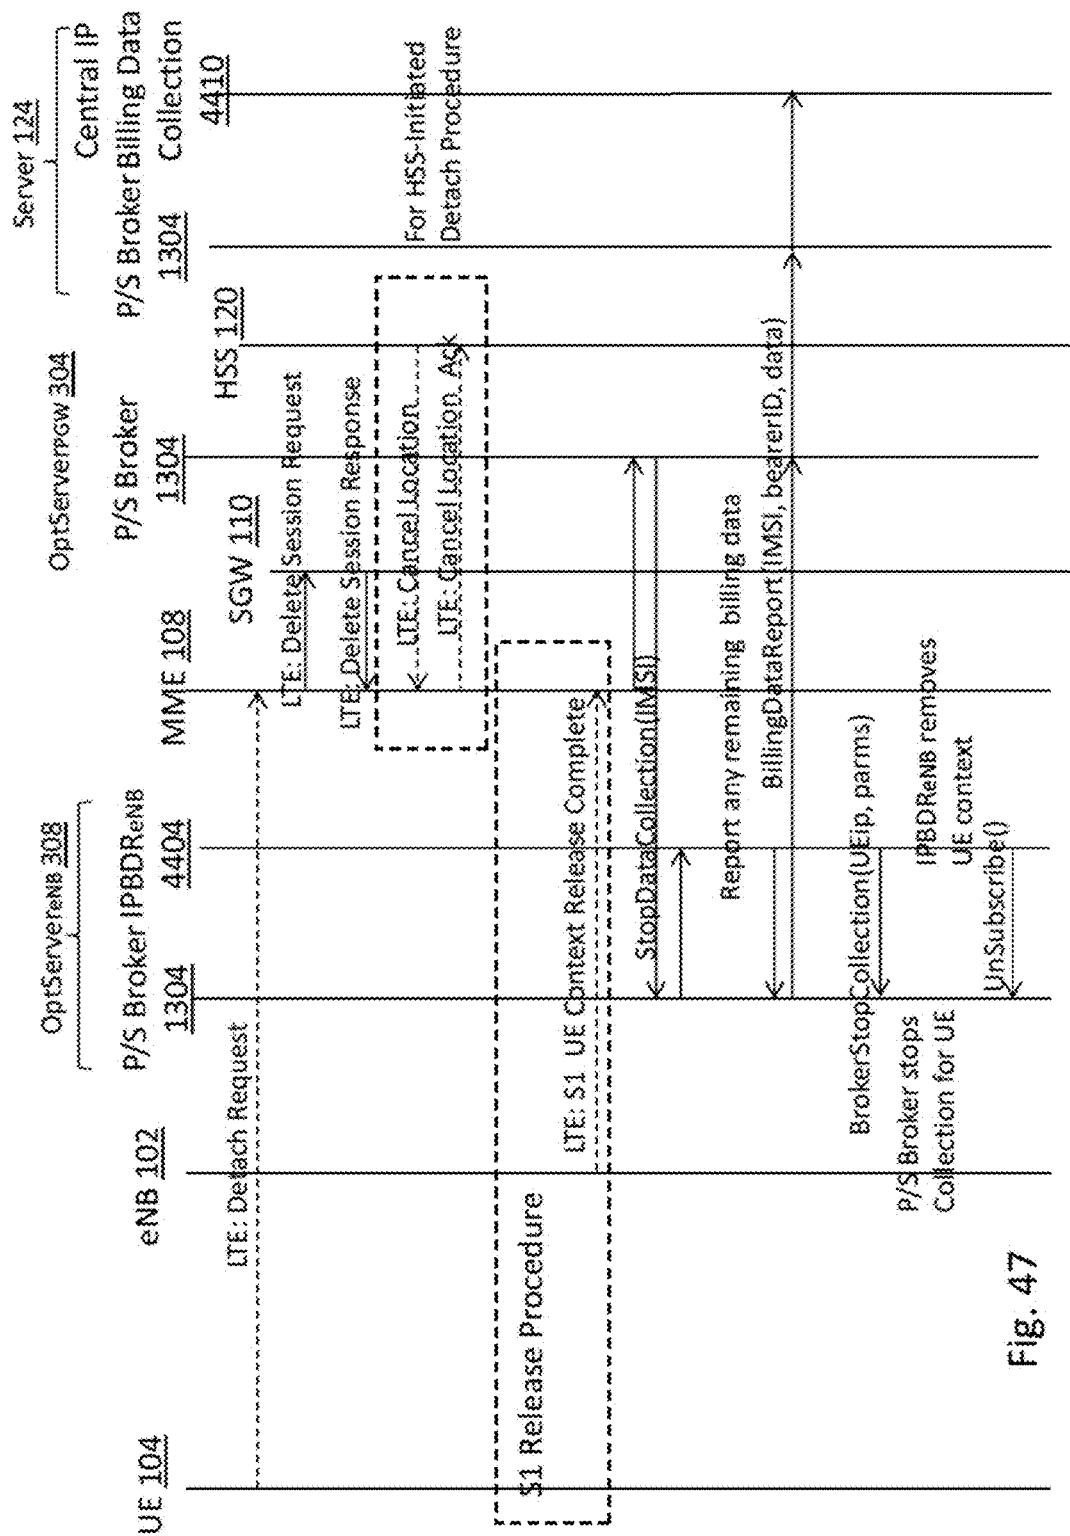 UE 104
eNB 102
OptServereNB 308
P/S Broker IPBDReNB
1304
4404
MME 108
SGW 110
OptServerPGW 304
P/S Broker
1304
HSS 120
Server 124
Central IP
P/S Broker Billing Data
1304
Collection
4410
LTE: Detach Request
LTE: Delete Session Request
LTE: Delete Session Response
LTE: Cancel Location
LTE: Cancel Location Ack
For HSS-Initiated
Detach Procedure
S1 Release Procedure
LTE: S1 UE Context Release Complete
StopDataCollection(IMSI)
Report any remaining billing data
BillingDataReport(IMSI, bearerID, data)
BrokerStopCollection(UEip, parms)
P/S Broker stops
Collection for UE
IPBDReNB removes
UE context
UnSubscribe()
Fig. 47